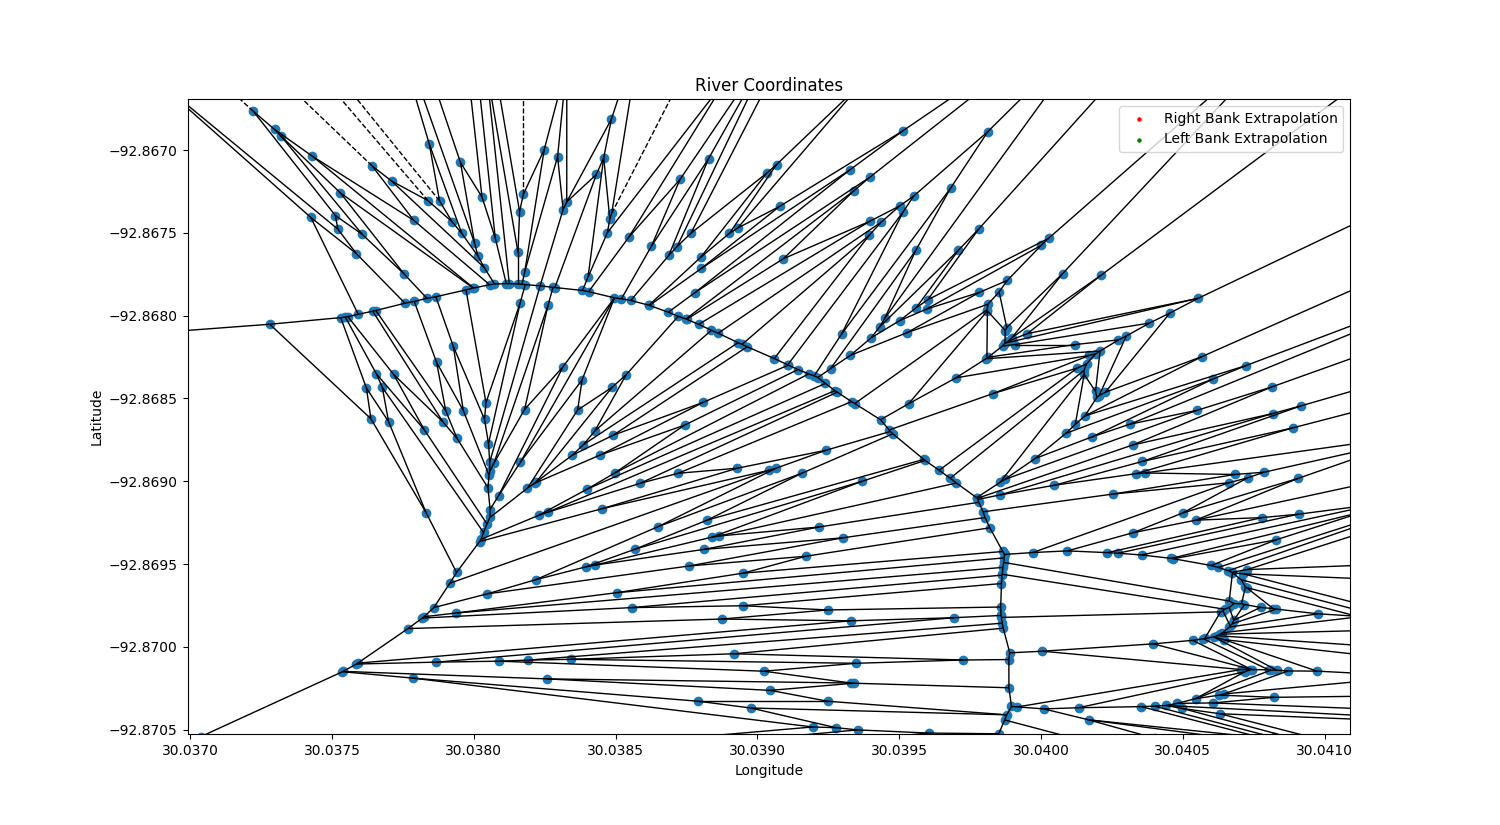 River Coordinates
Right Bank Extrapolation
Left Bank Extrapolation
−92.8670
−92.8675
−92.8680
−92.8685
−92.8690
−92.8695
−92.8700
−92.8705
Latitude
30.0370 30.0375 30.0380 30.0385 30.0390 30.0395 30.0400 30.0405 30.0410
Longitude